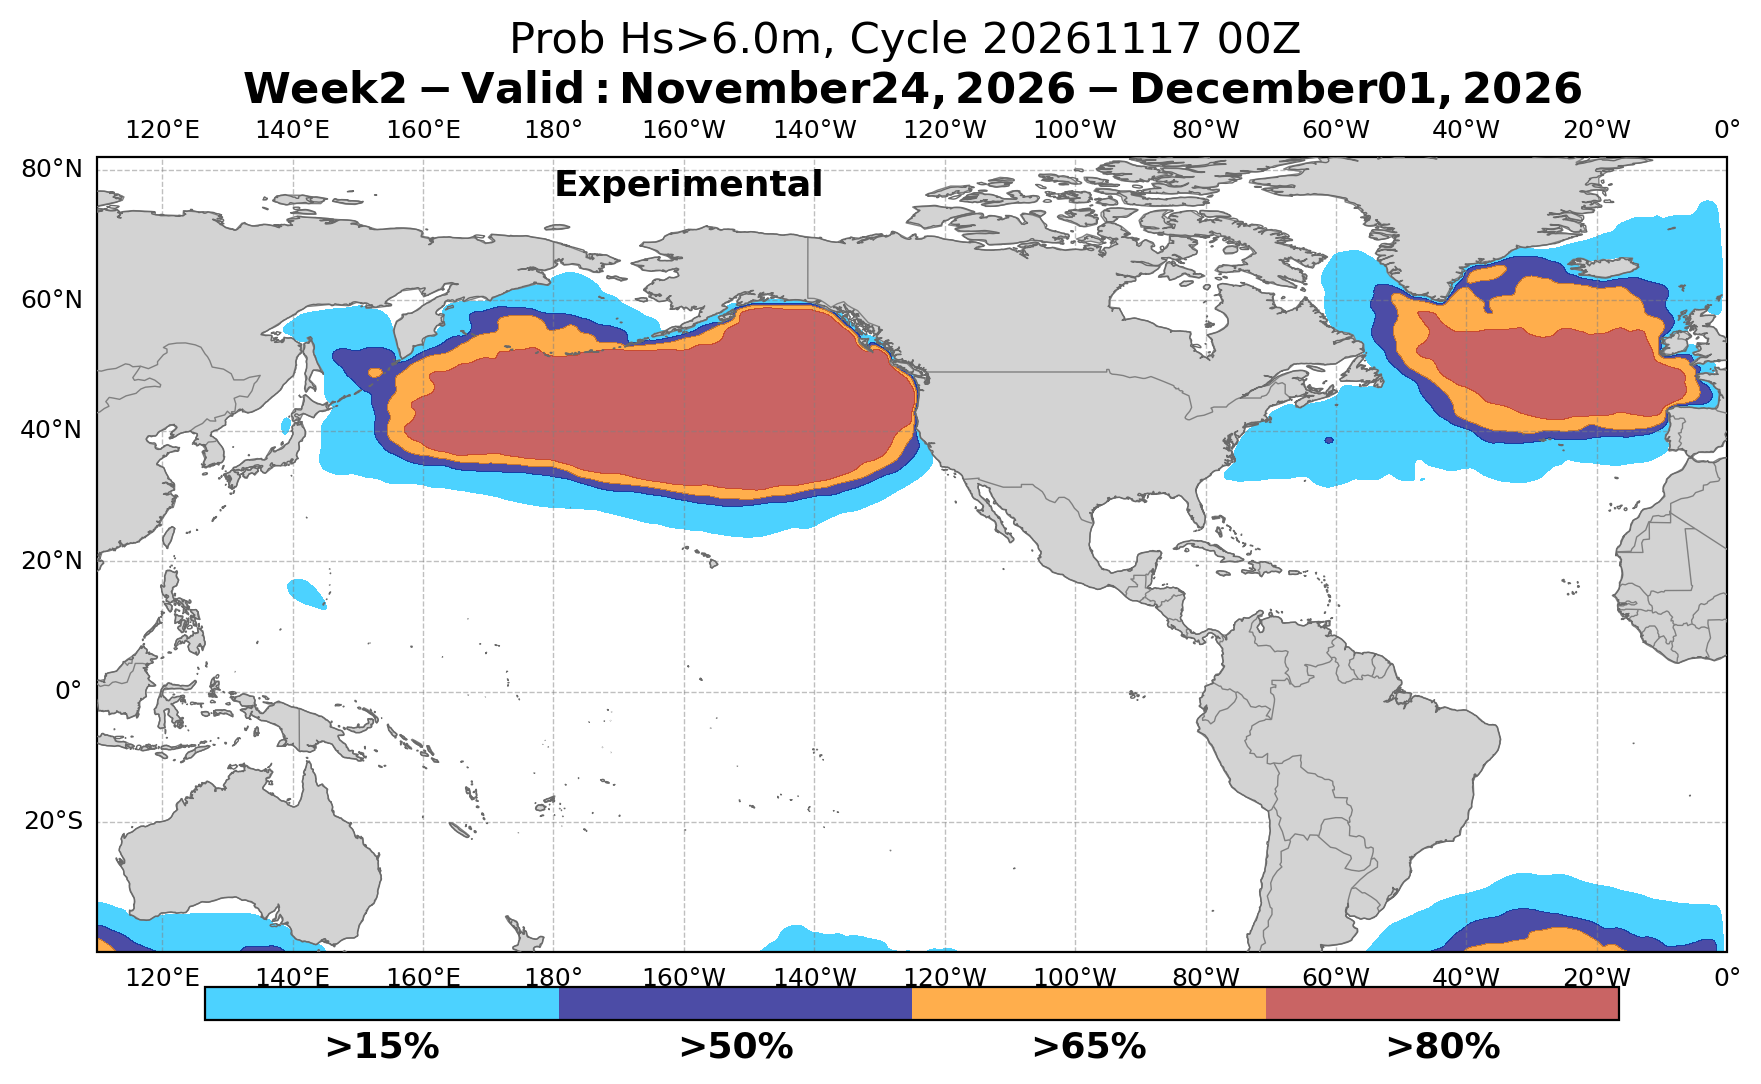 Prob Hs>6.0m, Cycle 20261117 00Z
Week2 − Valid : November24, 2026 − December01, 2026
120°E 140°E 160°E 180° 160°W 140°W 120°W 100°W 80°W 60°W 40°W 20°W 0°
80°N
Experimental
60°N
40°N
20°N
0°
20°S
120°E 140°E 160°E 180° 160°W 140°W 120°W 100°W 80°W 60°W 40°W 20°W 0°
>15% >50% >65% >80%